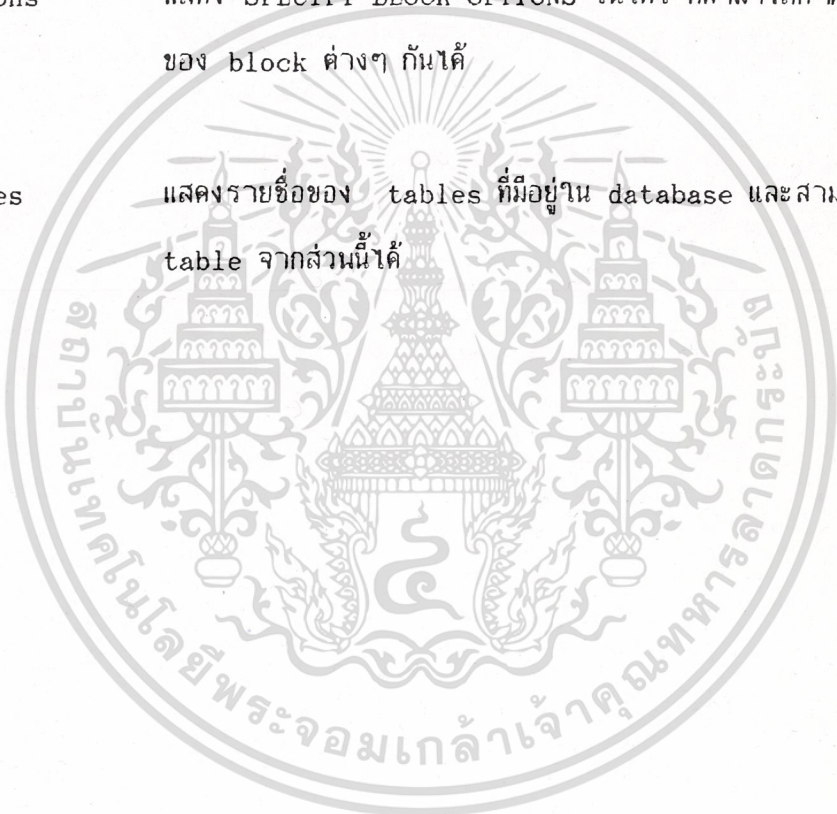 แสดง SPECIFY BLOCK OPTIONS
ของ block ต่างๆ กันได้
แสดงรายชื่อของ tables ที่มีอยู่ใน database และสาม
table จากส่วนนี้ได้
สถาบันเทคโนโลยีพระจอมเกล้าเจ้าคุณทหารลาดกระบัง